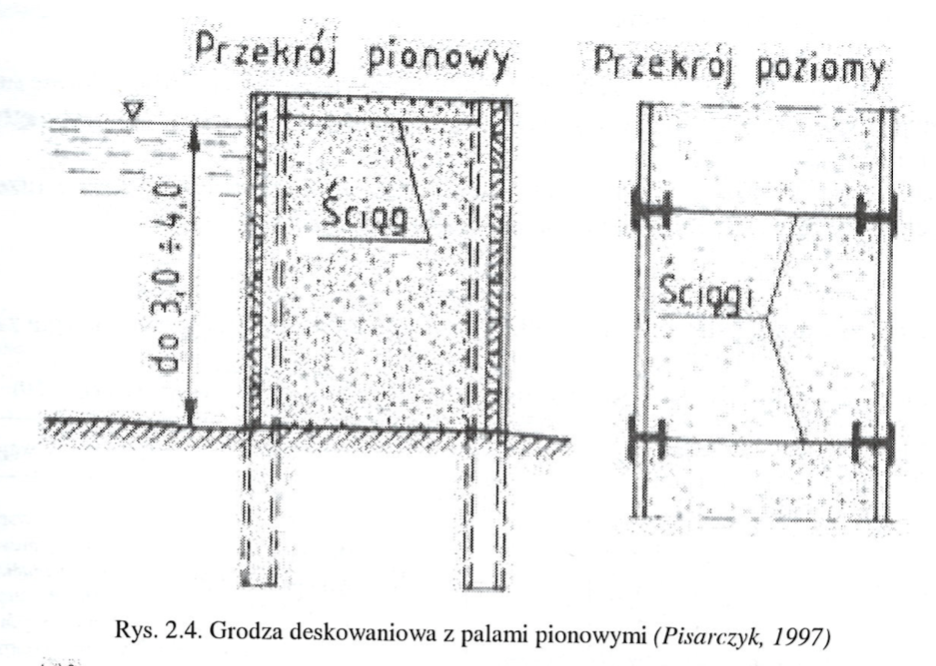 Przekrój pionowy
Przekrój poziomy
Ściąg
do 3,0 ÷ 4,0
Ściągi
Rys. 2.4. Grodza deskowaniowa z palami pionowymi (Pisarczyk, 1997)